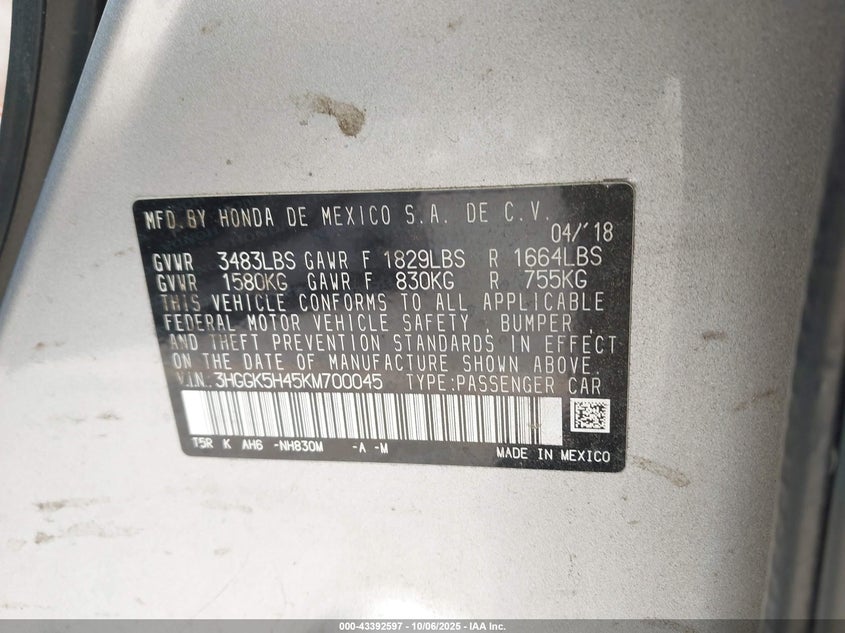 MFD.BY HONDA DE MEXICO S.A. DE C.V.
04/'18
GVWR 3483LBS GAWR F 1829LBS R 1664LBS
GVWR 1580KG GAWR F 830KG R 755KG
THIS VEHICLE CONFORMS TO ALL APPLICABLE
FEDERAL MOTOR VEHICLE SAFETY , BUMPER ,
AND THEFT PREVENTION STANDARDS IN EFFECT
ON THE DATE OF MANUFACTURE SHOWN ABOVE.
V.I.N. 3HGGK5H45KM700045 TYPE:PASSENGER CAR
T5R K AH6 -NH830M -A -M
MADE IN MEXICO
000-43392597 - 10/06/2025 - © IAA Inc.